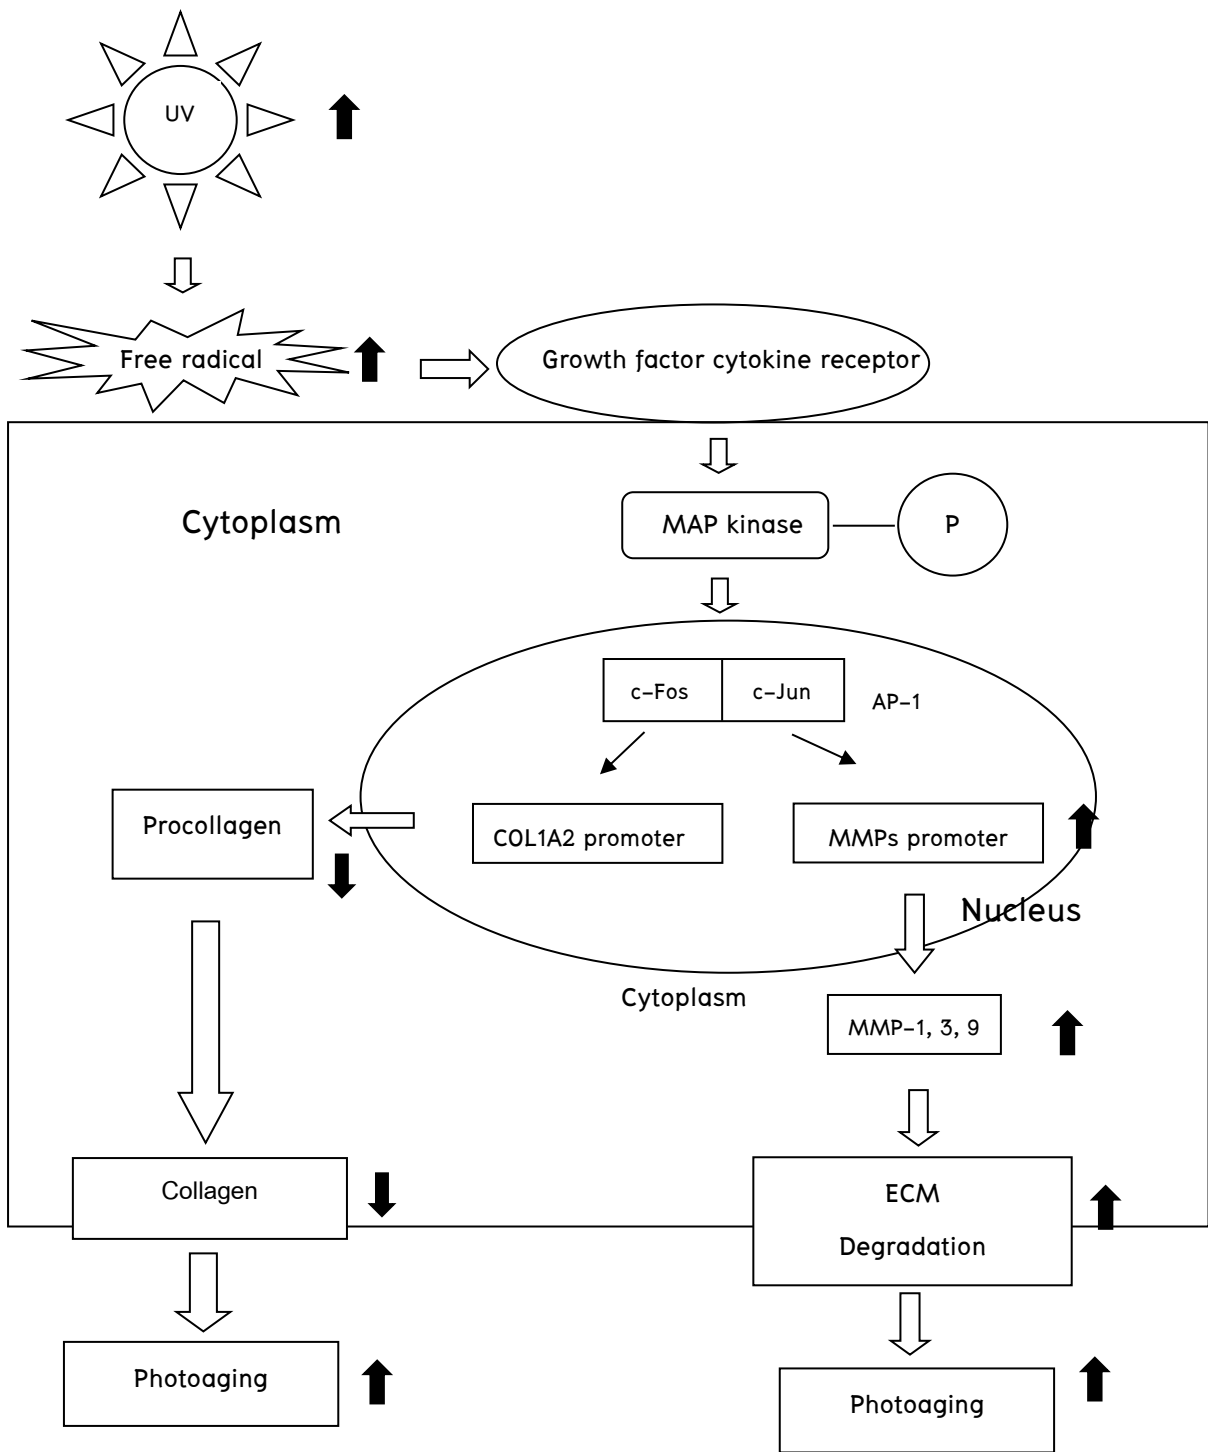 UV
Free radical
Growth factor cytokine receptor
Cytoplasm
MAP kinase
P
c-Fos
c-Jun
AP-1
Procollagen
COL1A2 promoter
MMPs promoter
Nucleus
Cytoplasm
MMP-1, 3, 9
Collagen
ECM
Degradation
Photoaging
Photoaging